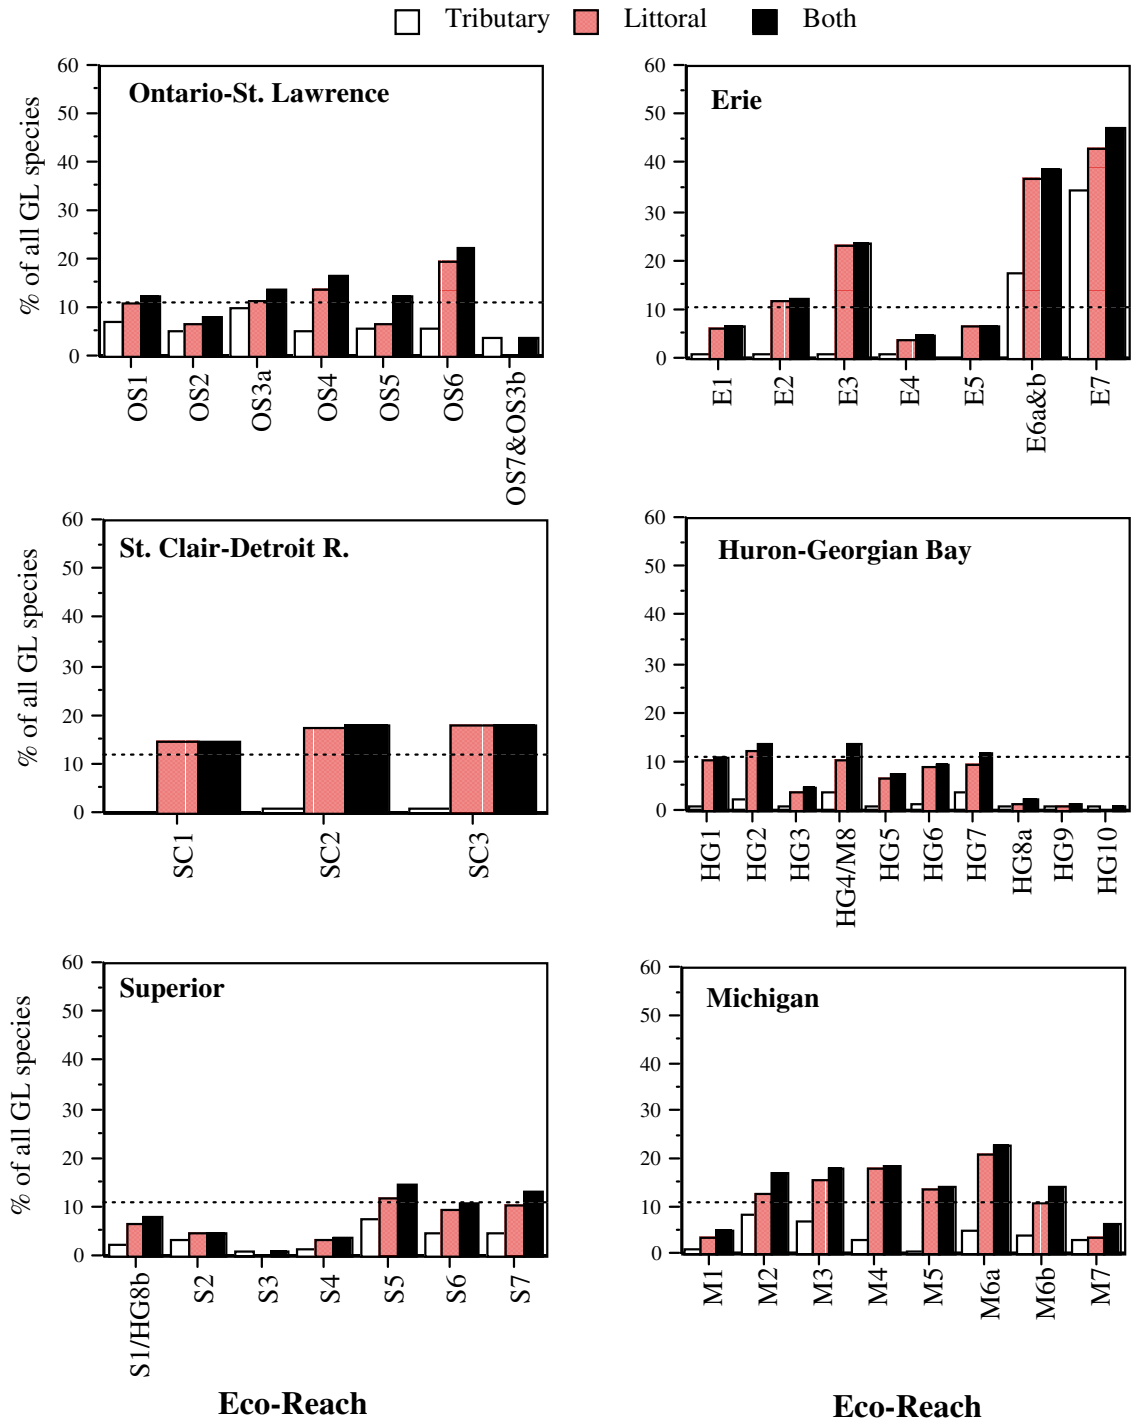 Tributary Littoral Both
% of all GL species
60
50
40
30
20
10
0
Ontario-St. Lawrence
OS1 OS2 OS3a OS4 OS5 OS6 OS7&OS3b
60
50
40
30
20
10
0
Erie
E1 E2 E3 E4 E5 E6a&b E7
% of all GL species
60
50
40
30
20
10
0
St. Clair-Detroit R.
SC1 SC2 SC3
60
50
40
30
20
10
0
Huron-Georgian Bay
HG1 HG2 HG3 HG4/M8 HG5 HG6 HG7 HG8a HG9 HG10
% of all GL species
60
50
40
30
20
10
0
Superior
S1/HG8b S2 S3 S4 S5 S6 S7
Eco-Reach
60
50
40
30
20
10
0
Michigan
M1 M2 M3 M4 M5 M6a M6b M7
Eco-Reach